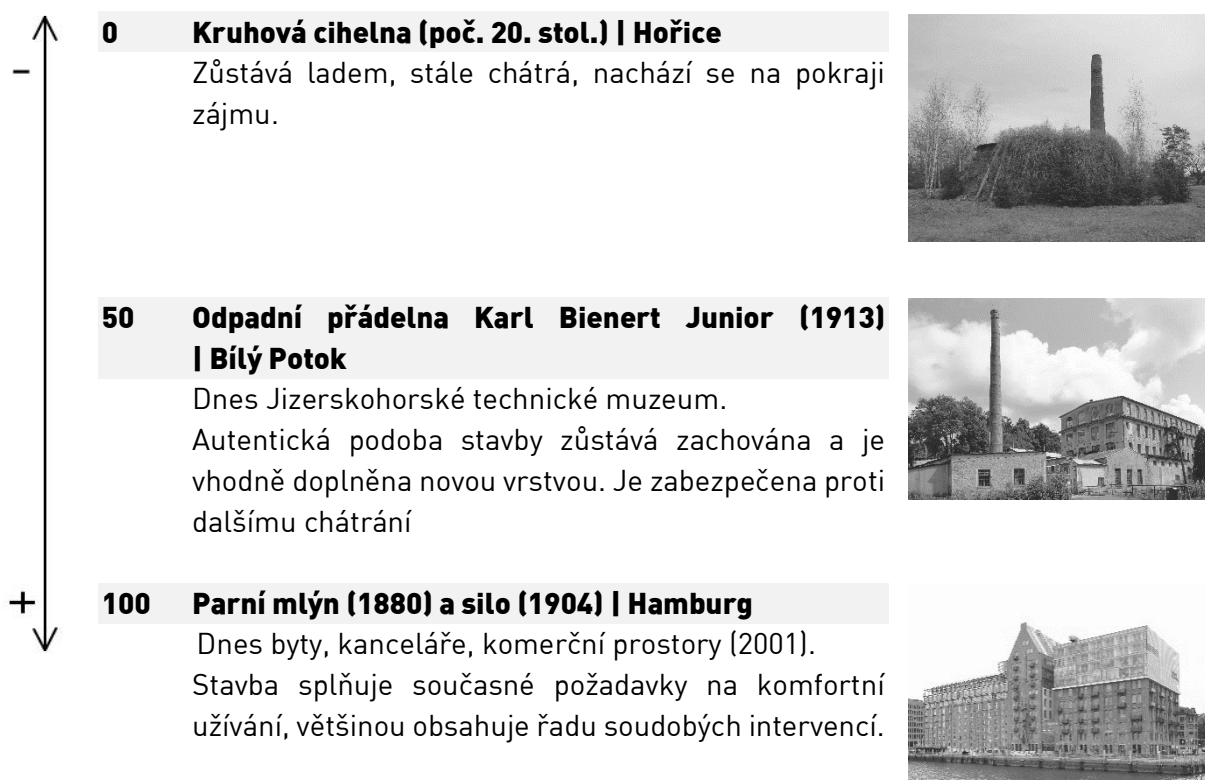 0 Kruhová cihelna (poč. 20. stol.) | Hořice
–
Zůstává ladem, stále chátrá, nachází se na pokraji
zájmu.
50 Odpadní přádelna Karl Bienert Junior (1913)
| Bílý Potok
Dnes Jizerskohorské technické muzeum.
Autentická podoba stavby zůstává zachována a je
vhodně doplněna novou vrstvou. Je zabezpečena proti
dalšímu chátrání
+
100 Parní mlýn (1880) a silo (1904) | Hamburg
Dnes byty, kanceláře, komerční prostory (2001).
Stavba splňuje současné požadavky na komfortní
užívání, většinou obsahuje řadu soudobých intervencí.